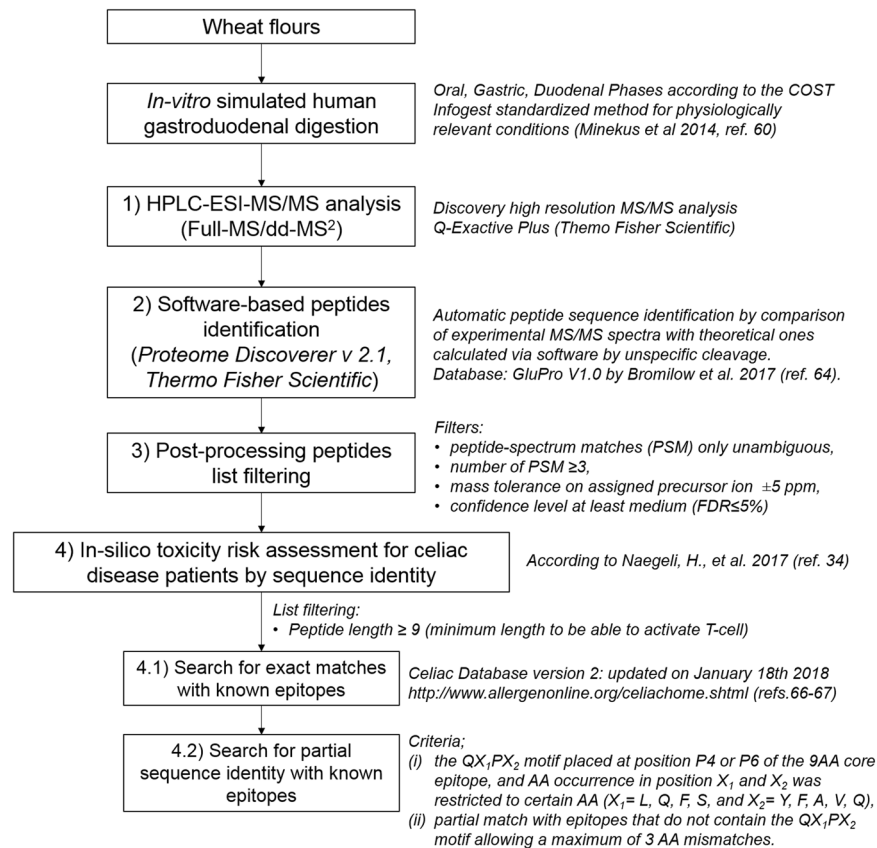 Wheat flours
In-vitro simulated human
gastroduodenal digestion
Oral, Gastric, Duodenal Phases according to the COST
Infogest standardized method for physiologically
relevant conditions (Minekus et al 2014, ref. 60)
1) HPLC-ESI-MS/MS analysis
(Full-MS/dd-MS²)
Discovery high resolution MS/MS analysis
Q-Exactive Plus (Themo Fisher Scientific)
2) Software-based peptides
identification
(Proteome Discoverer v 2.1,
Thermo Fisher Scientific)
Automatic peptide sequence identification by comparison
of experimental MS/MS spectra with theoretical ones
calculated via software by unspecific cleavage.
Database: GluPro V1.0 by Bromilow et al. 2017 (ref. 64).
3) Post-processing peptides
list filtering
Filters:
• peptide-spectrum matches (PSM) only unambiguous,
• number of PSM ≥3,
• mass tolerance on assigned precursor ion ±5 ppm,
• confidence level at least medium (FDR≤5%)
4) In-silico toxicity risk assessment for celiac
disease patients by sequence identity
According to Naegeli, H., et al. 2017 (ref. 34)
List filtering:
• Peptide length ≥ 9 (minimum length to be able to activate T-cell)
4.1) Search for exact matches
with known epitopes
Celiac Database version 2: updated on January 18th 2018
http://www.allergenonline.org/celiachome.shtml (refs.66-67)
4.2) Search for partial
sequence identity with known
epitopes
Criteria;
(i) the QX₁PX₂ motif placed at position P4 or P6 of the 9AA core
epitope, and AA occurrence in position X₁ and X₂ was
restricted to certain AA (X₁= L, Q, F, S, and X₂= Y, F, A, V, Q),
(ii) partial match with epitopes that do not contain the QX₁PX₂
motif allowing a maximum of 3 AA mismatches.